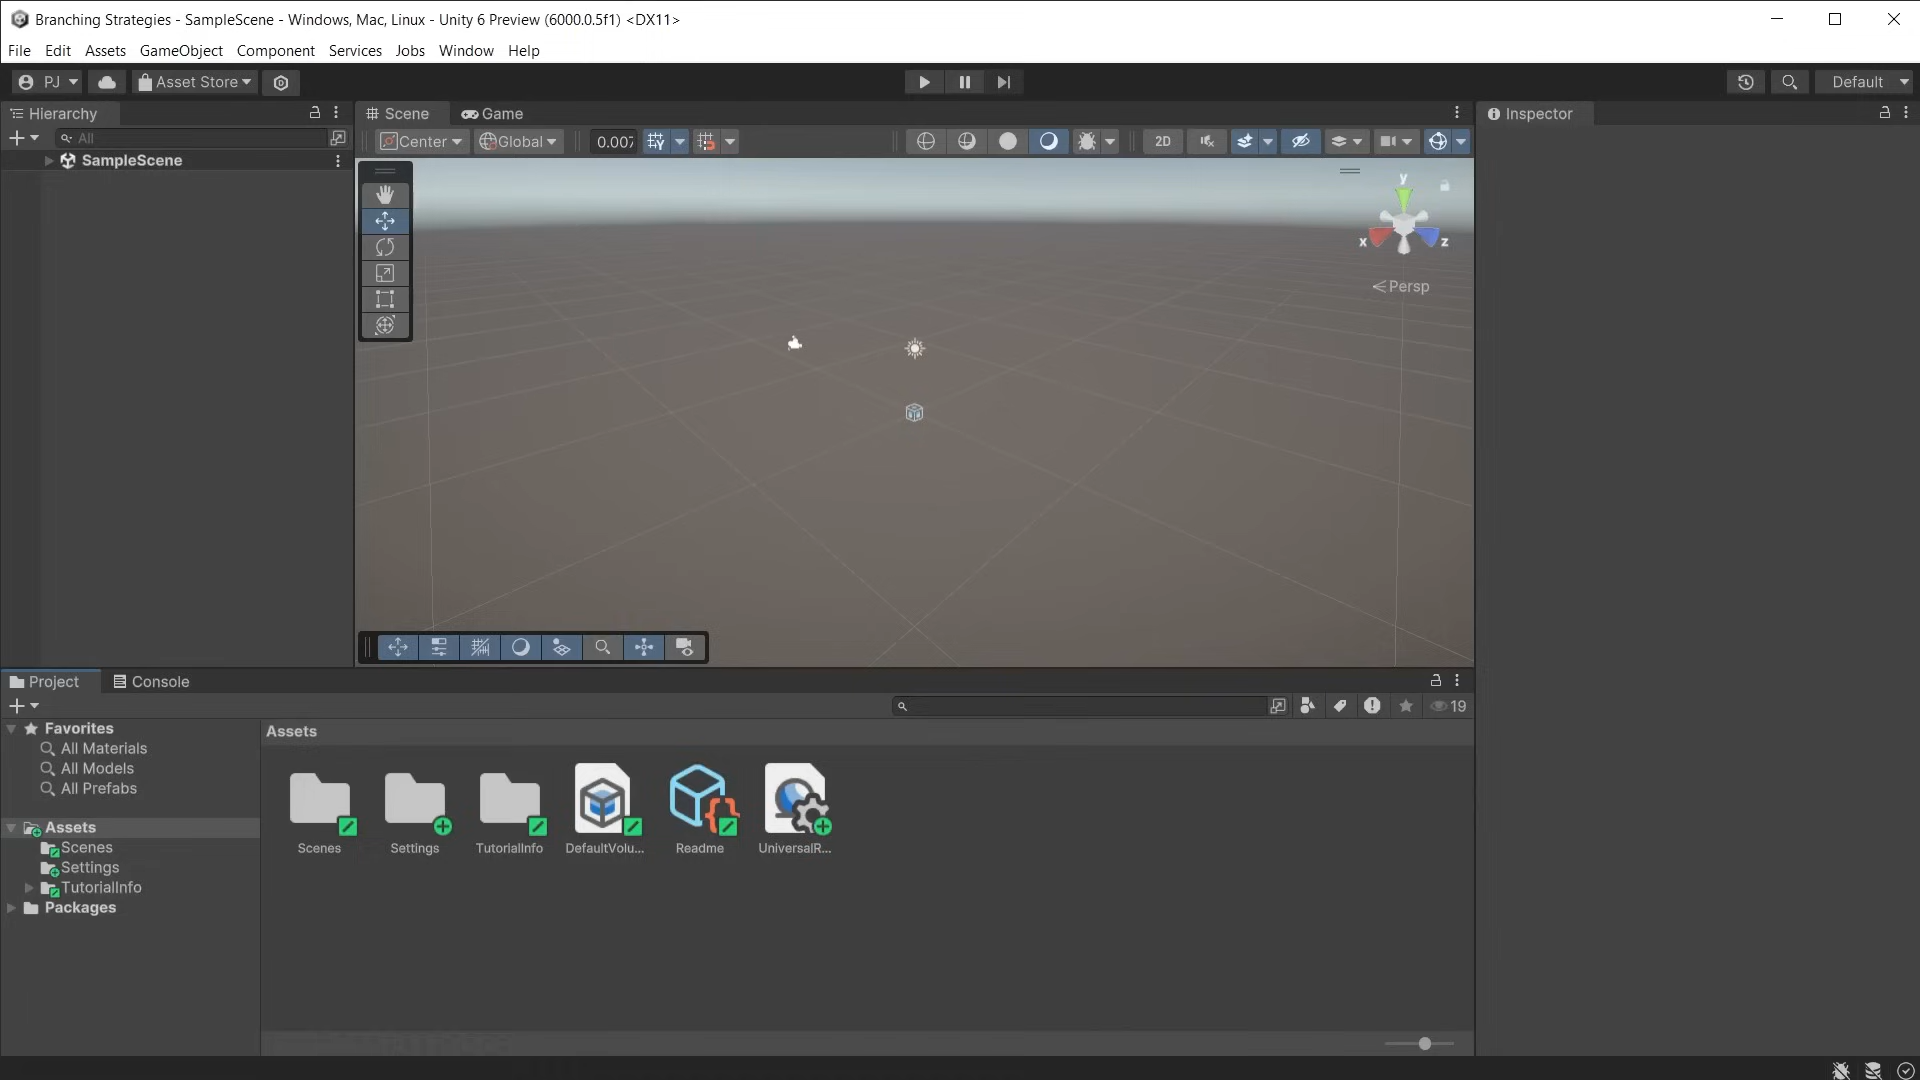 Branching Strategies - SampleScene - Windows, Mac, Linux - Unity 6 Preview (6000.0.5f1) <DX11>
File Edit Assets GameObject Component Services Jobs Window Help
PJ Asset Store Default
Hierarchy
All
SampleScene
Scene Game
Center Global 0.007 2D
y
x z
Persp
Inspector
Project Console
19
Favorites
All Materials
All Models
All Prefabs
Assets
Scenes
Settings
TutorialInfo
Packages
Assets
Scenes Settings TutorialInfo DefaultVolu... Readme UniversalR...